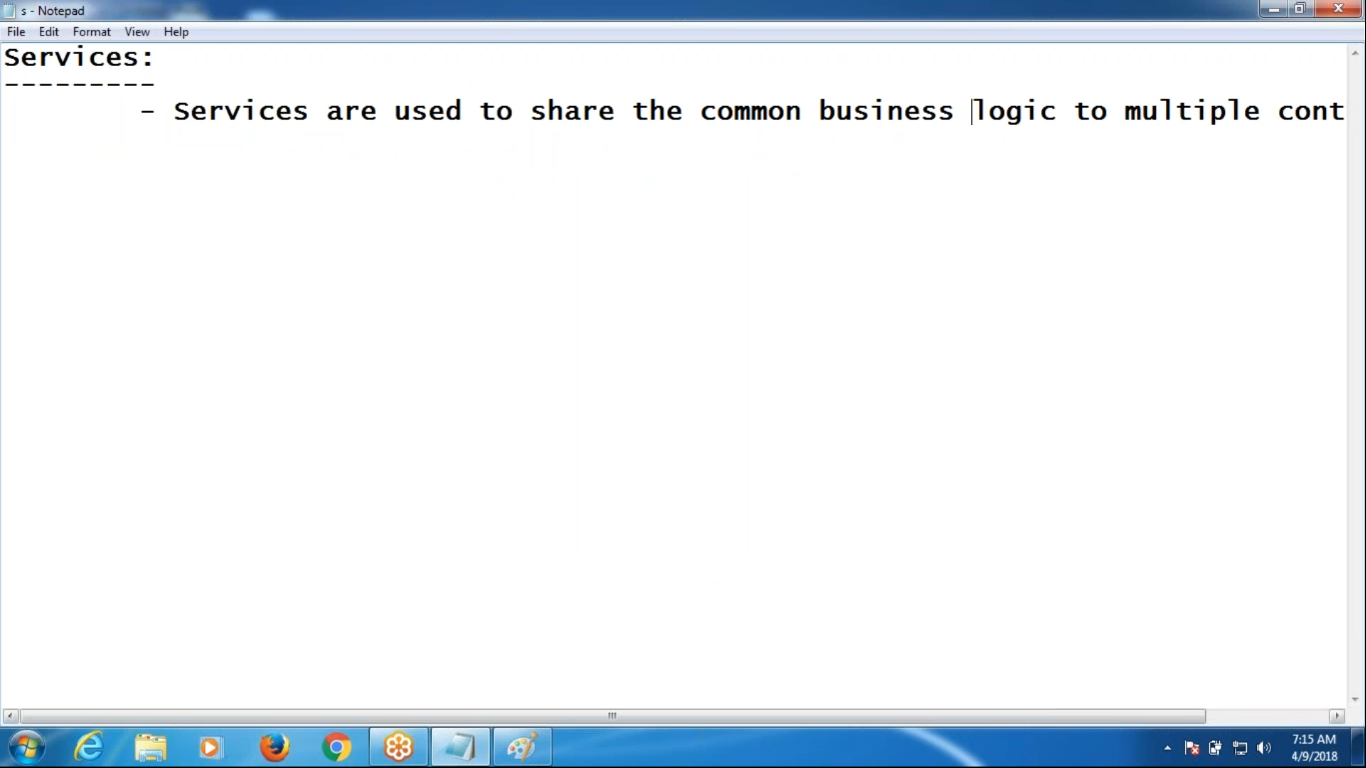 s - Notepad
File Edit Format View Help
Services:
---------
- Services are used to share the common business logic to multiple cont
7:15 AM
4/9/2018